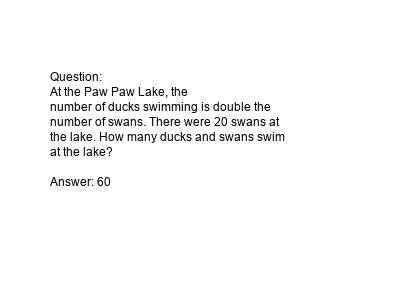 Question:
At the Paw Paw Lake, the
number of ducks swimming is double the
number of swans. There were 20 swans at
the lake. How many ducks and swans swim
at the lake?
Answer: 60